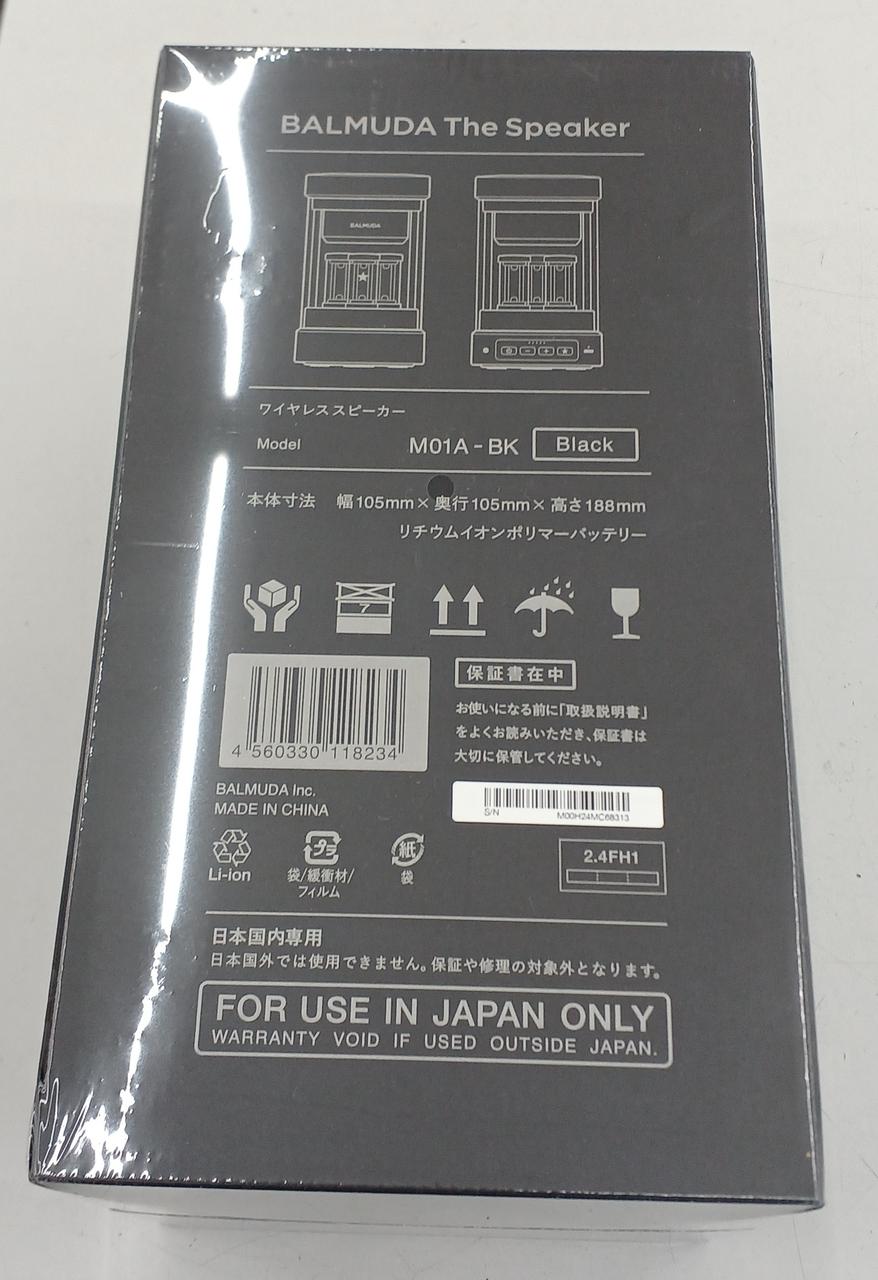 BALMUDA The Speaker
BALMUDA
ワイヤレススピーカー
Model M01A-BK Black
本体寸法 幅105mm×奥行105mm×高さ188mm
リチウムイオンポリマーバッテリー
7
保証書在中
お使いになる前に「取扱説明書」
をよくお読みいただき、保証書は
大切に保管してください。
4 560330 118234
BALMUDA Inc.
MADE IN CHINA
S/N M00H24MC68313
Li-ion
プラ
袋/緩衝材/
フィルム
紙
袋
2.4FH1
日本国内専用
日本国外では使用できません。保証や修理の対象外となります。
FOR USE IN JAPAN ONLY
WARRANTY VOID IF USED OUTSIDE JAPAN.